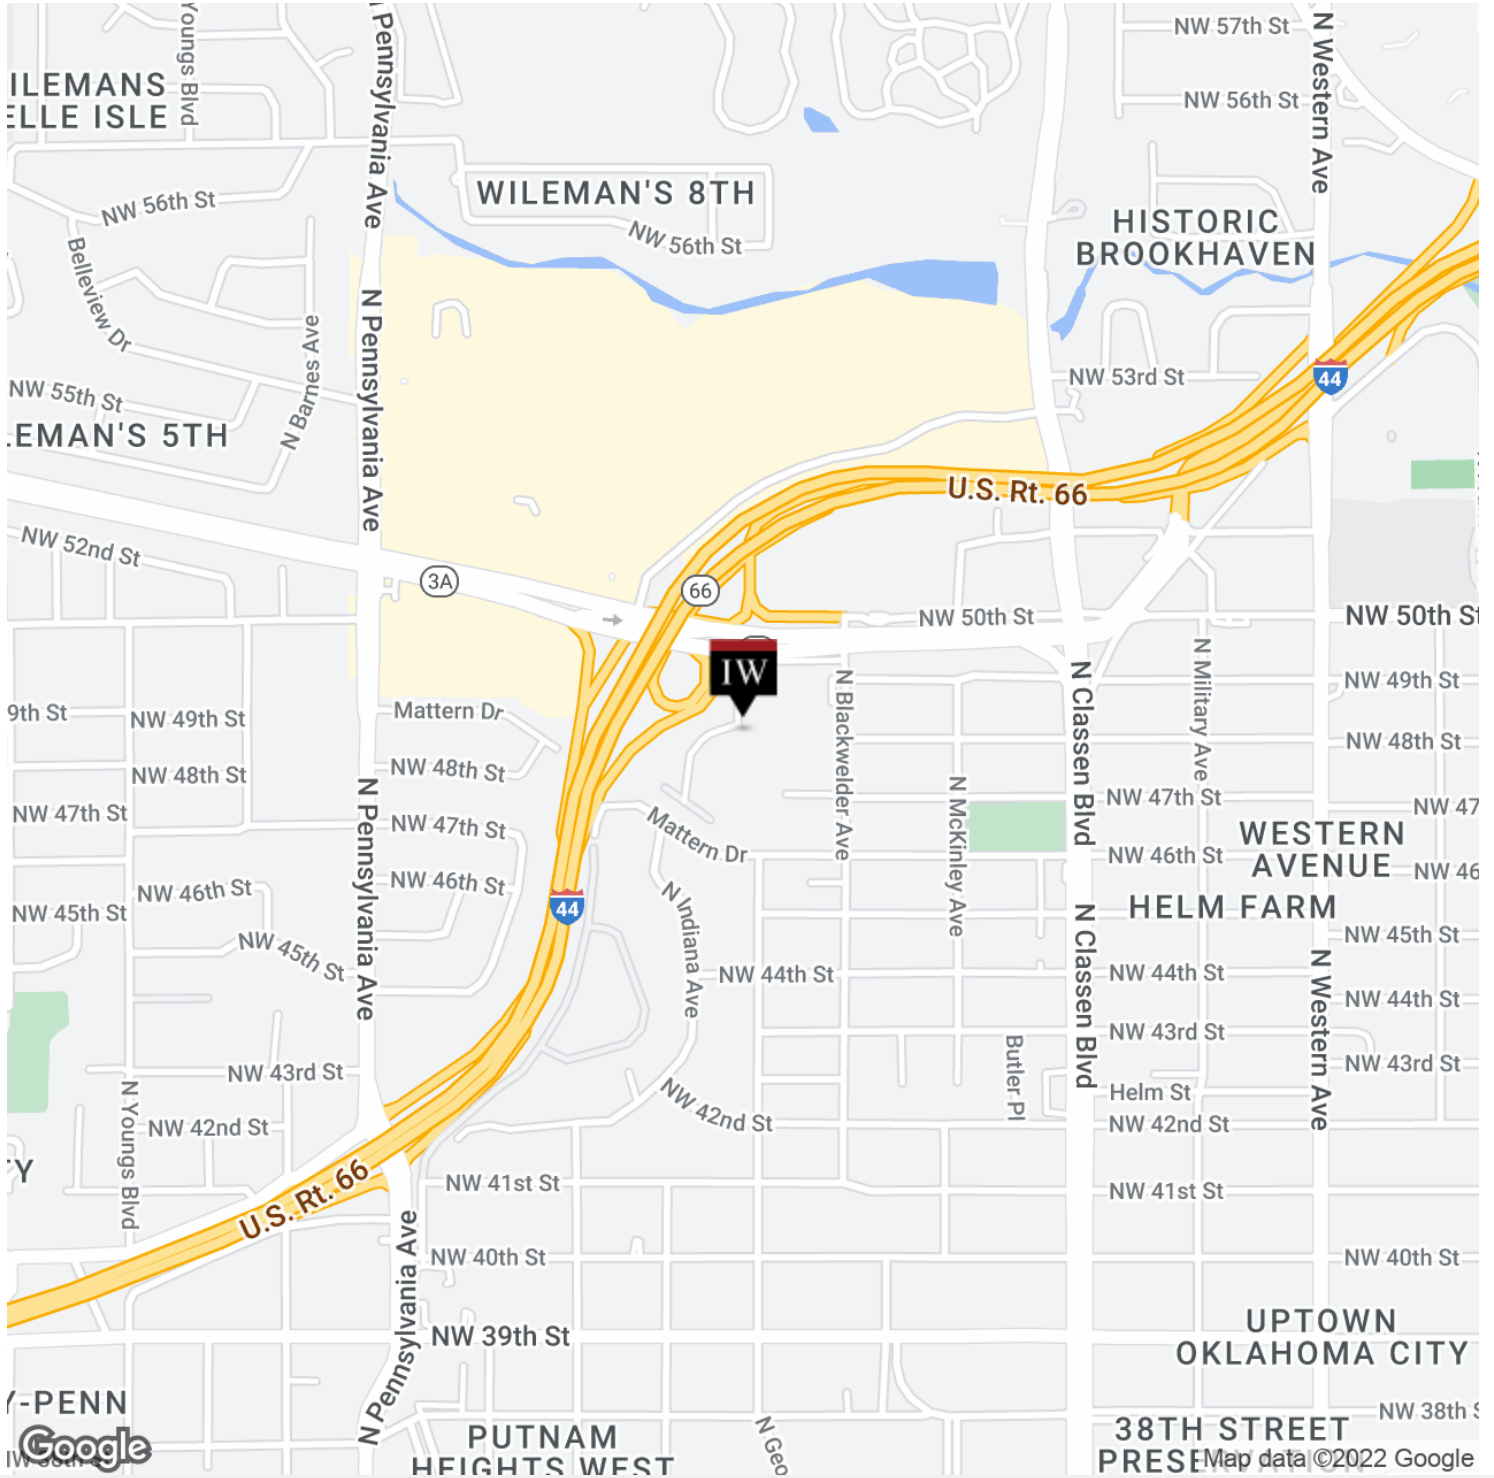 N Pennsylvania Ave
Youngs Blvd
NW 57th St
N Western Ave
ILEMANS
ELLE ISLE
NW 56th St
NW 56th St
WILEMAN'S 8TH
NW 56th St
HISTORIC
BROOKHAVEN
Belleview Dr
N Pennsylvania Ave
N Barnes Ave
NW 53rd St
44
NW 55th St
LEMAN'S 5TH
U.S. Rt. 66
NW 52nd St
3A
66
NW 50th St
NW 50th St
IW
N Blackwelder Ave
N Classen Blvd
N Military Ave
NW 49th St
9th St
NW 49th St
Mattern Dr
NW 48th St
NW 48th St
NW 48th St
N Pennsylvania Ave
N McKinley Ave
NW 47th St
NW 47
NW 47th St
NW 47th St
Mattern Dr
WESTERN
AVENUE
NW 46th St
NW 46
NW 46th St
NW 46th St
44
N Indiana Ave
HELM FARM
NW 45th St
N Classen Blvd
NW 45th St
NW 45th St
NW 44th St
NW 44th St
N Western Ave
NW 44th St
NW 43rd St
Butler Pl
NW 43rd St
NW 43rd St
N Youngs Blvd
Helm St
NW 42nd St
NW 42nd St
NW 42nd St
TY
U.S. Rt. 66
NW 41st St
NW 41st St
N Pennsylvania Ave
NW 40th St
NW 40th St
NW 39th St
UPTOWN
OKLAHOMA CITY
Y-PENN
NW 38th S
PUTNAM
HEIGHTS WEST
N Geo
38TH STREET
PRESERVATION
Google
NW 38th St
Map data ©2022 Google